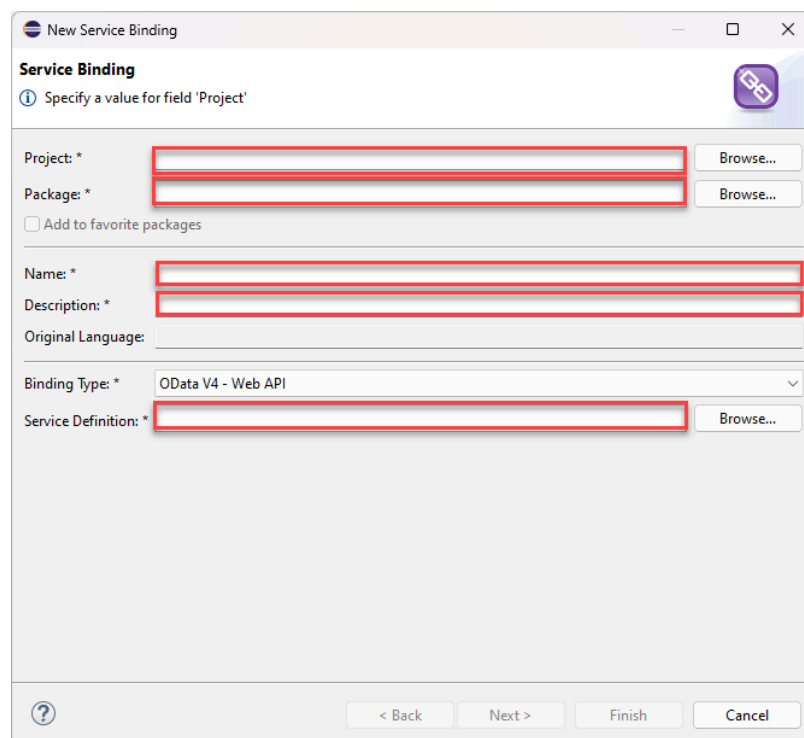 New Service Binding
Service Binding
Specify a value for field 'Project'
Project: * Browse...
Package: * Browse...
Add to favorite packages
Name: *
Description: *
Original Language:
Binding Type: * OData V4 - Web API
Service Definition: * Browse...
? < Back Next > Finish Cancel